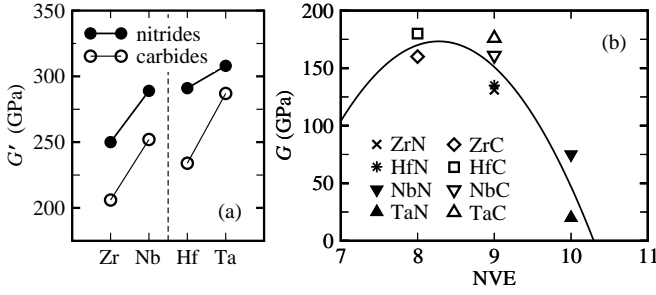 350
300
250
200
G′ (GPa)
nitrides
carbides
(a)
Zr Nb Hf Ta
200
150
100
50
0
G (GPa)
(b)
ZrN ZrC
HfN HfC
NbN NbC
TaN TaC
7 8 9 10 11
NVE